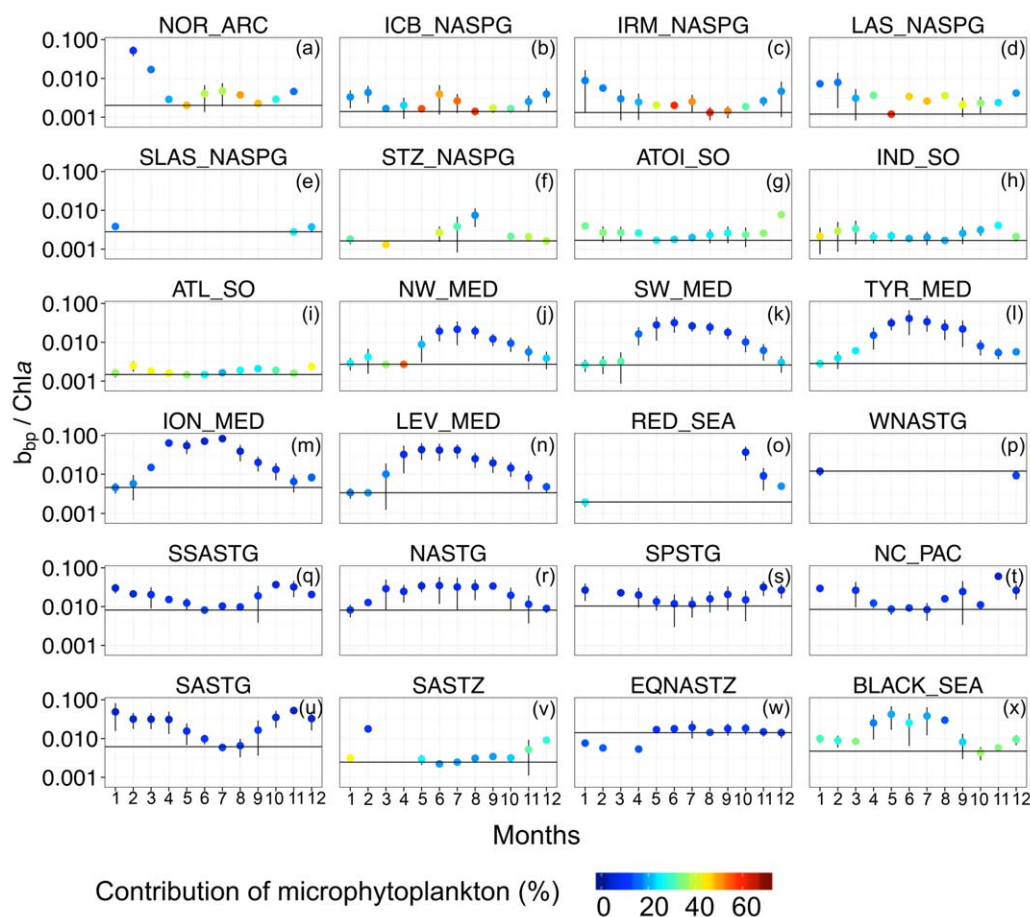 NOR_ARC ICB_NASPG IRM_NASPG LAS_NASPG
0.100 (a) (b) (c) (d)
0.010
0.001
SLAS_NASPG STZ_NASPG ATOI_SO IND_SO
0.100 (e) (f) (g) (h)
0.010
0.001
ATL_SO NW_MED SW_MED TYR_MED
0.100 (i) (j) (k) (l)
0.010
0.001
b_bp / Chla
ION_MED LEV_MED RED_SEA WNASTG
0.100 (m) (n) (o) (p)
0.010
0.001
SSASTG NASTG SPSTG NC_PAC
0.100 (q) (r) (s) (t)
0.010
0.001
SASTG SASTZ EQNASTZ BLACK_SEA
0.100 (u) (v) (w) (x)
0.010
0.001
1 2 3 4 5 6 7 8 9 10 11 12 1 2 3 4 5 6 7 8 9 10 11 12 1 2 3 4 5 6 7 8 9 10 11 12 1 2 3 4 5 6 7 8 9 10 11 12
Months
Contribution of microphytoplankton (%)
0 20 40 60